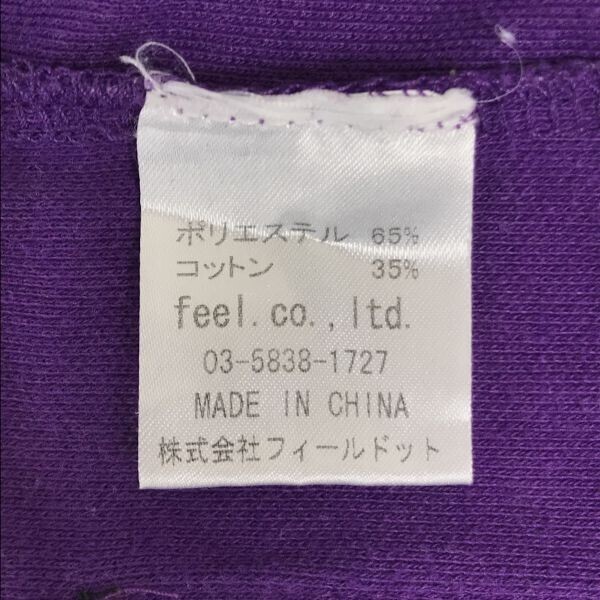 ポリエステル 65%
コットン 35%
feel.co.,ltd.
03-5838-1727
MADE IN CHINA
株式会社フィールドット